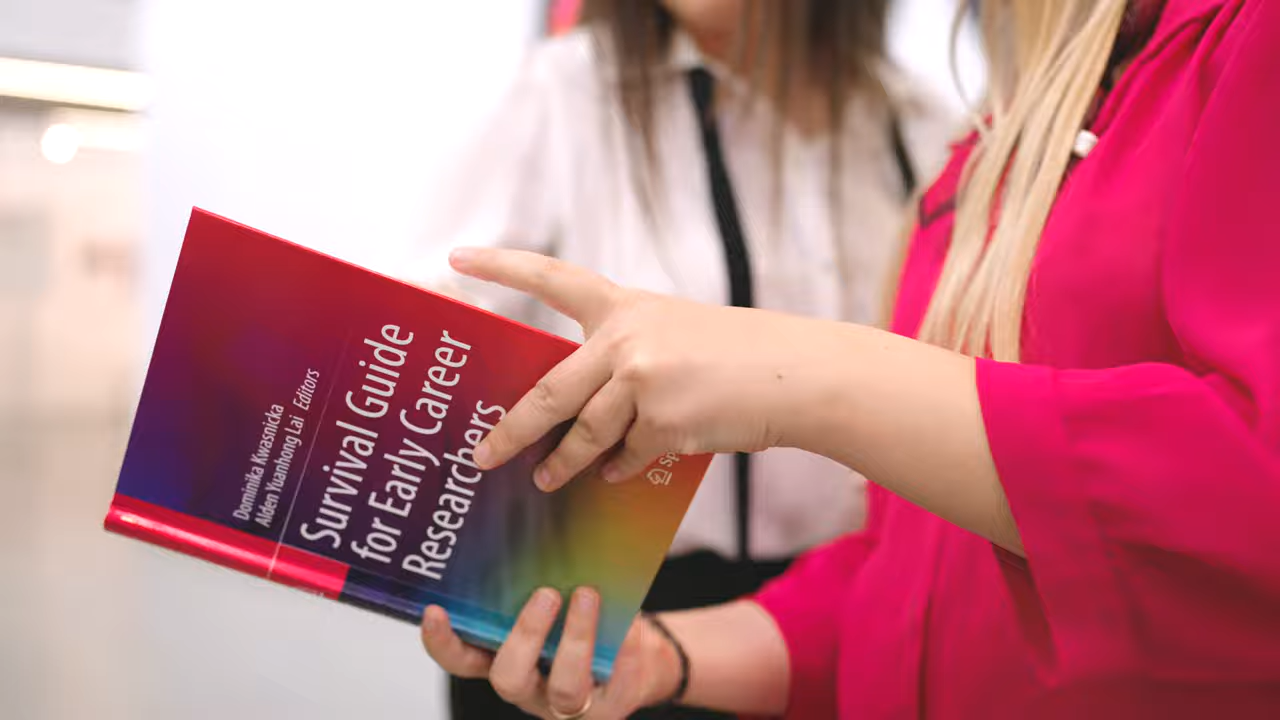 Dominika Kwasnicka
Alden Yuanhong Lai Editors
Survival Guide
for Early Career
Researchers